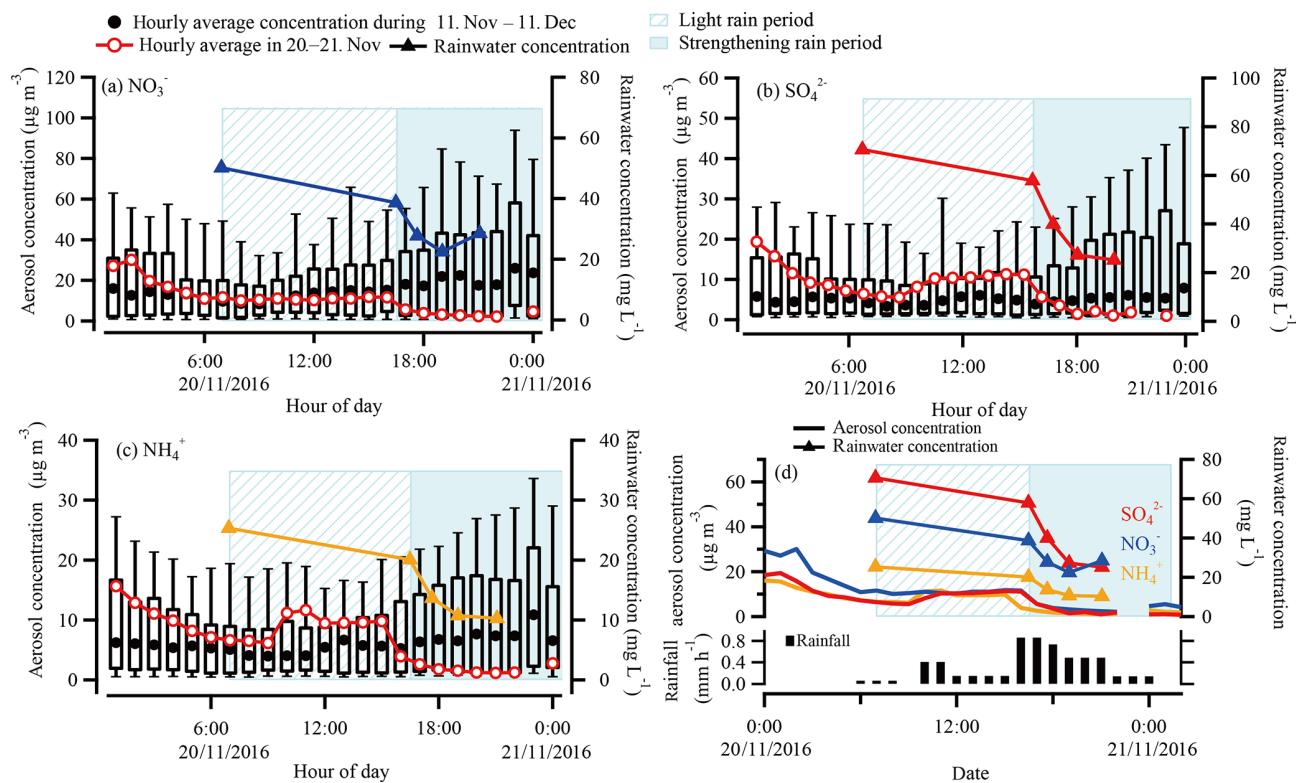 Hourly average concentration during 11. Nov – 11. Dec
Light rain period
Hourly average in 20.–21. Nov
Rainwater concentration
Strengthening rain period
(a) NO3-
Aerosol concentration (µg m-3)
120
100
80
60
40
20
0
Rainwater concentration (mg L-1)
80
60
40
20
0
6:00
12:00
18:00
0:00
20/11/2016
21/11/2016
Hour of day
(b) SO42-
Aerosol concentration (µg m-3)
60
50
40
30
20
10
0
Rainwater concentration (mg L-1)
100
80
60
40
20
0
6:00
12:00
18:00
0:00
20/11/2016
21/11/2016
Hour of day
(c) NH4+
Aerosol concentration (µg m-3)
40
30
20
10
0
Rainwater concentration (mg L-1)
40
30
20
10
0
6:00
12:00
18:00
0:00
20/11/2016
21/11/2016
Hour of day
Aerosol concentration
Rainwater concentration
(d)
aerosol concentration
(µg m-3)
60
40
20
0
Rainwater concentration
(mg L-1)
80
60
40
20
0
SO42-
NO3-
NH4+
Rainfall
Rainfall
(mm h-1)
0.8
0.4
0.0
0:00
12:00
0:00
20/11/2016
21/11/2016
Date